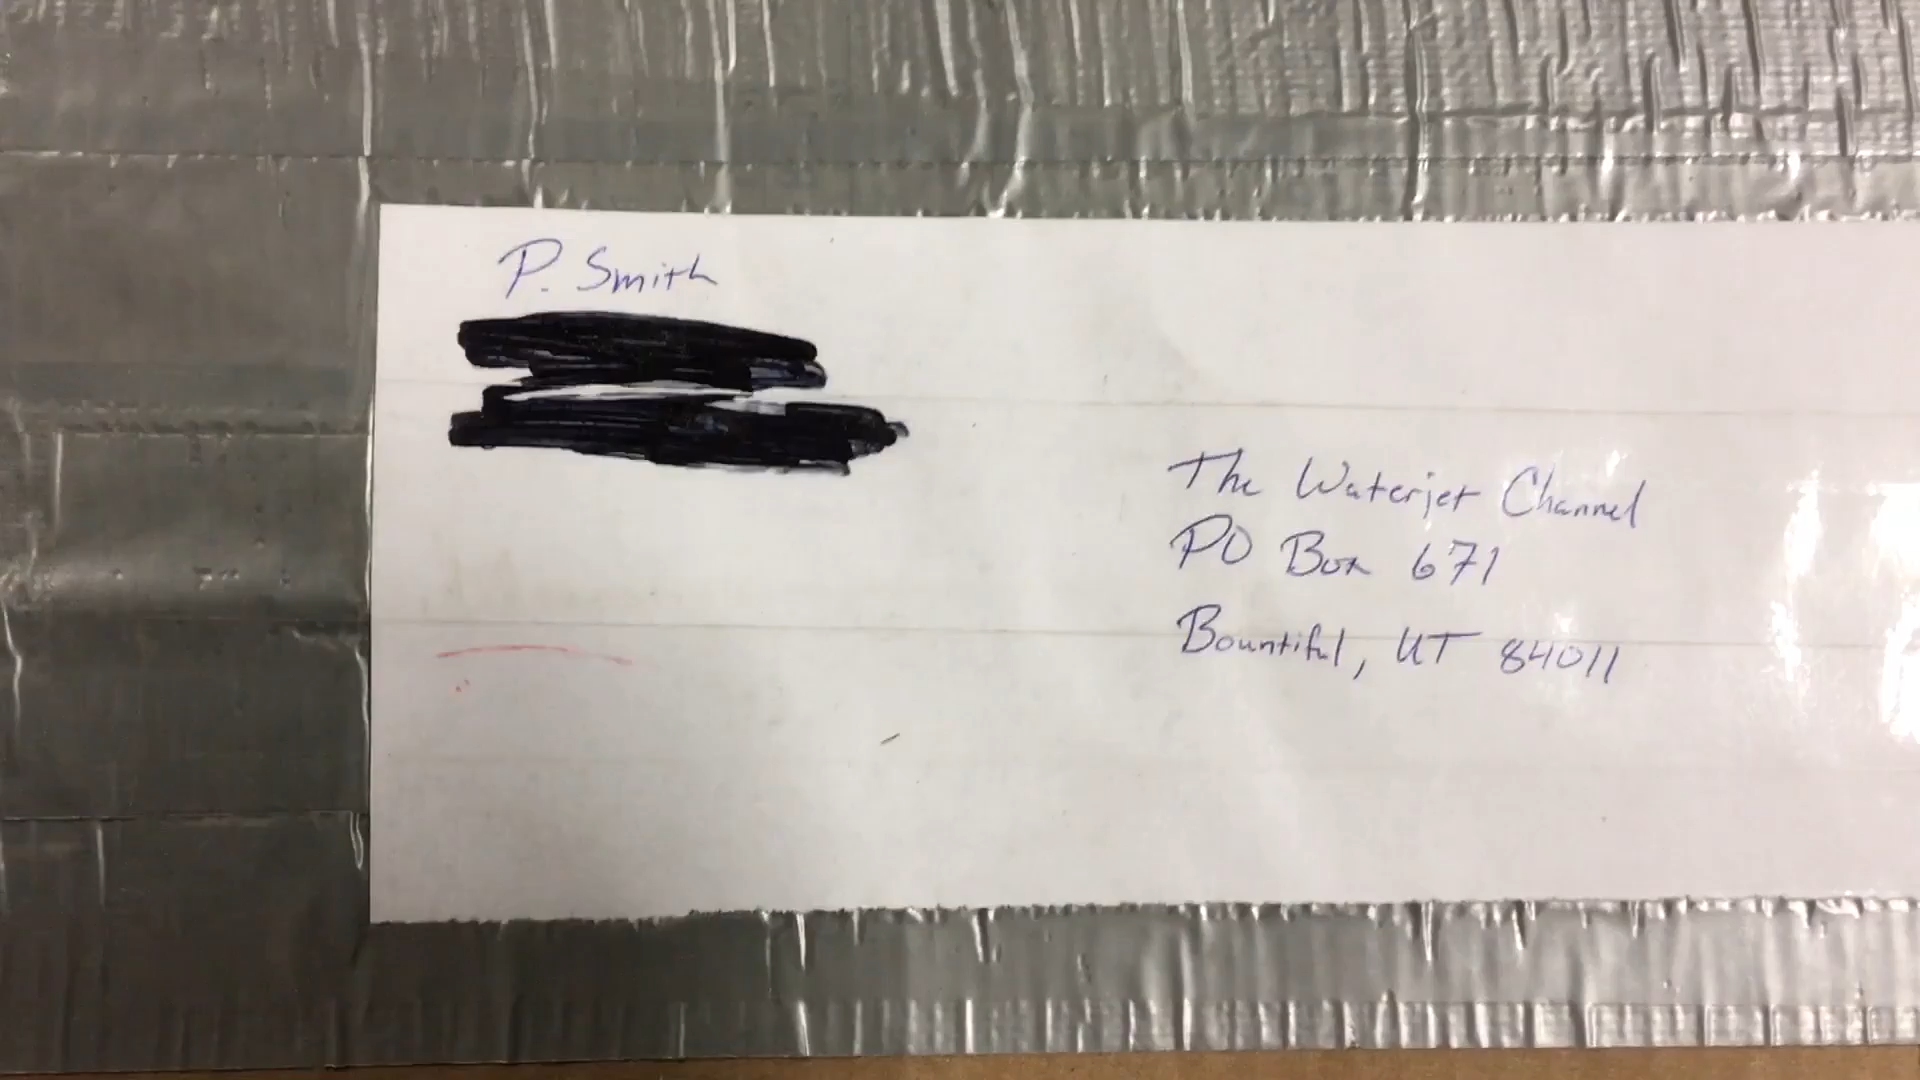 P. Smith
The Waterjet Channel
PO Box 671
Bountiful, UT 84011